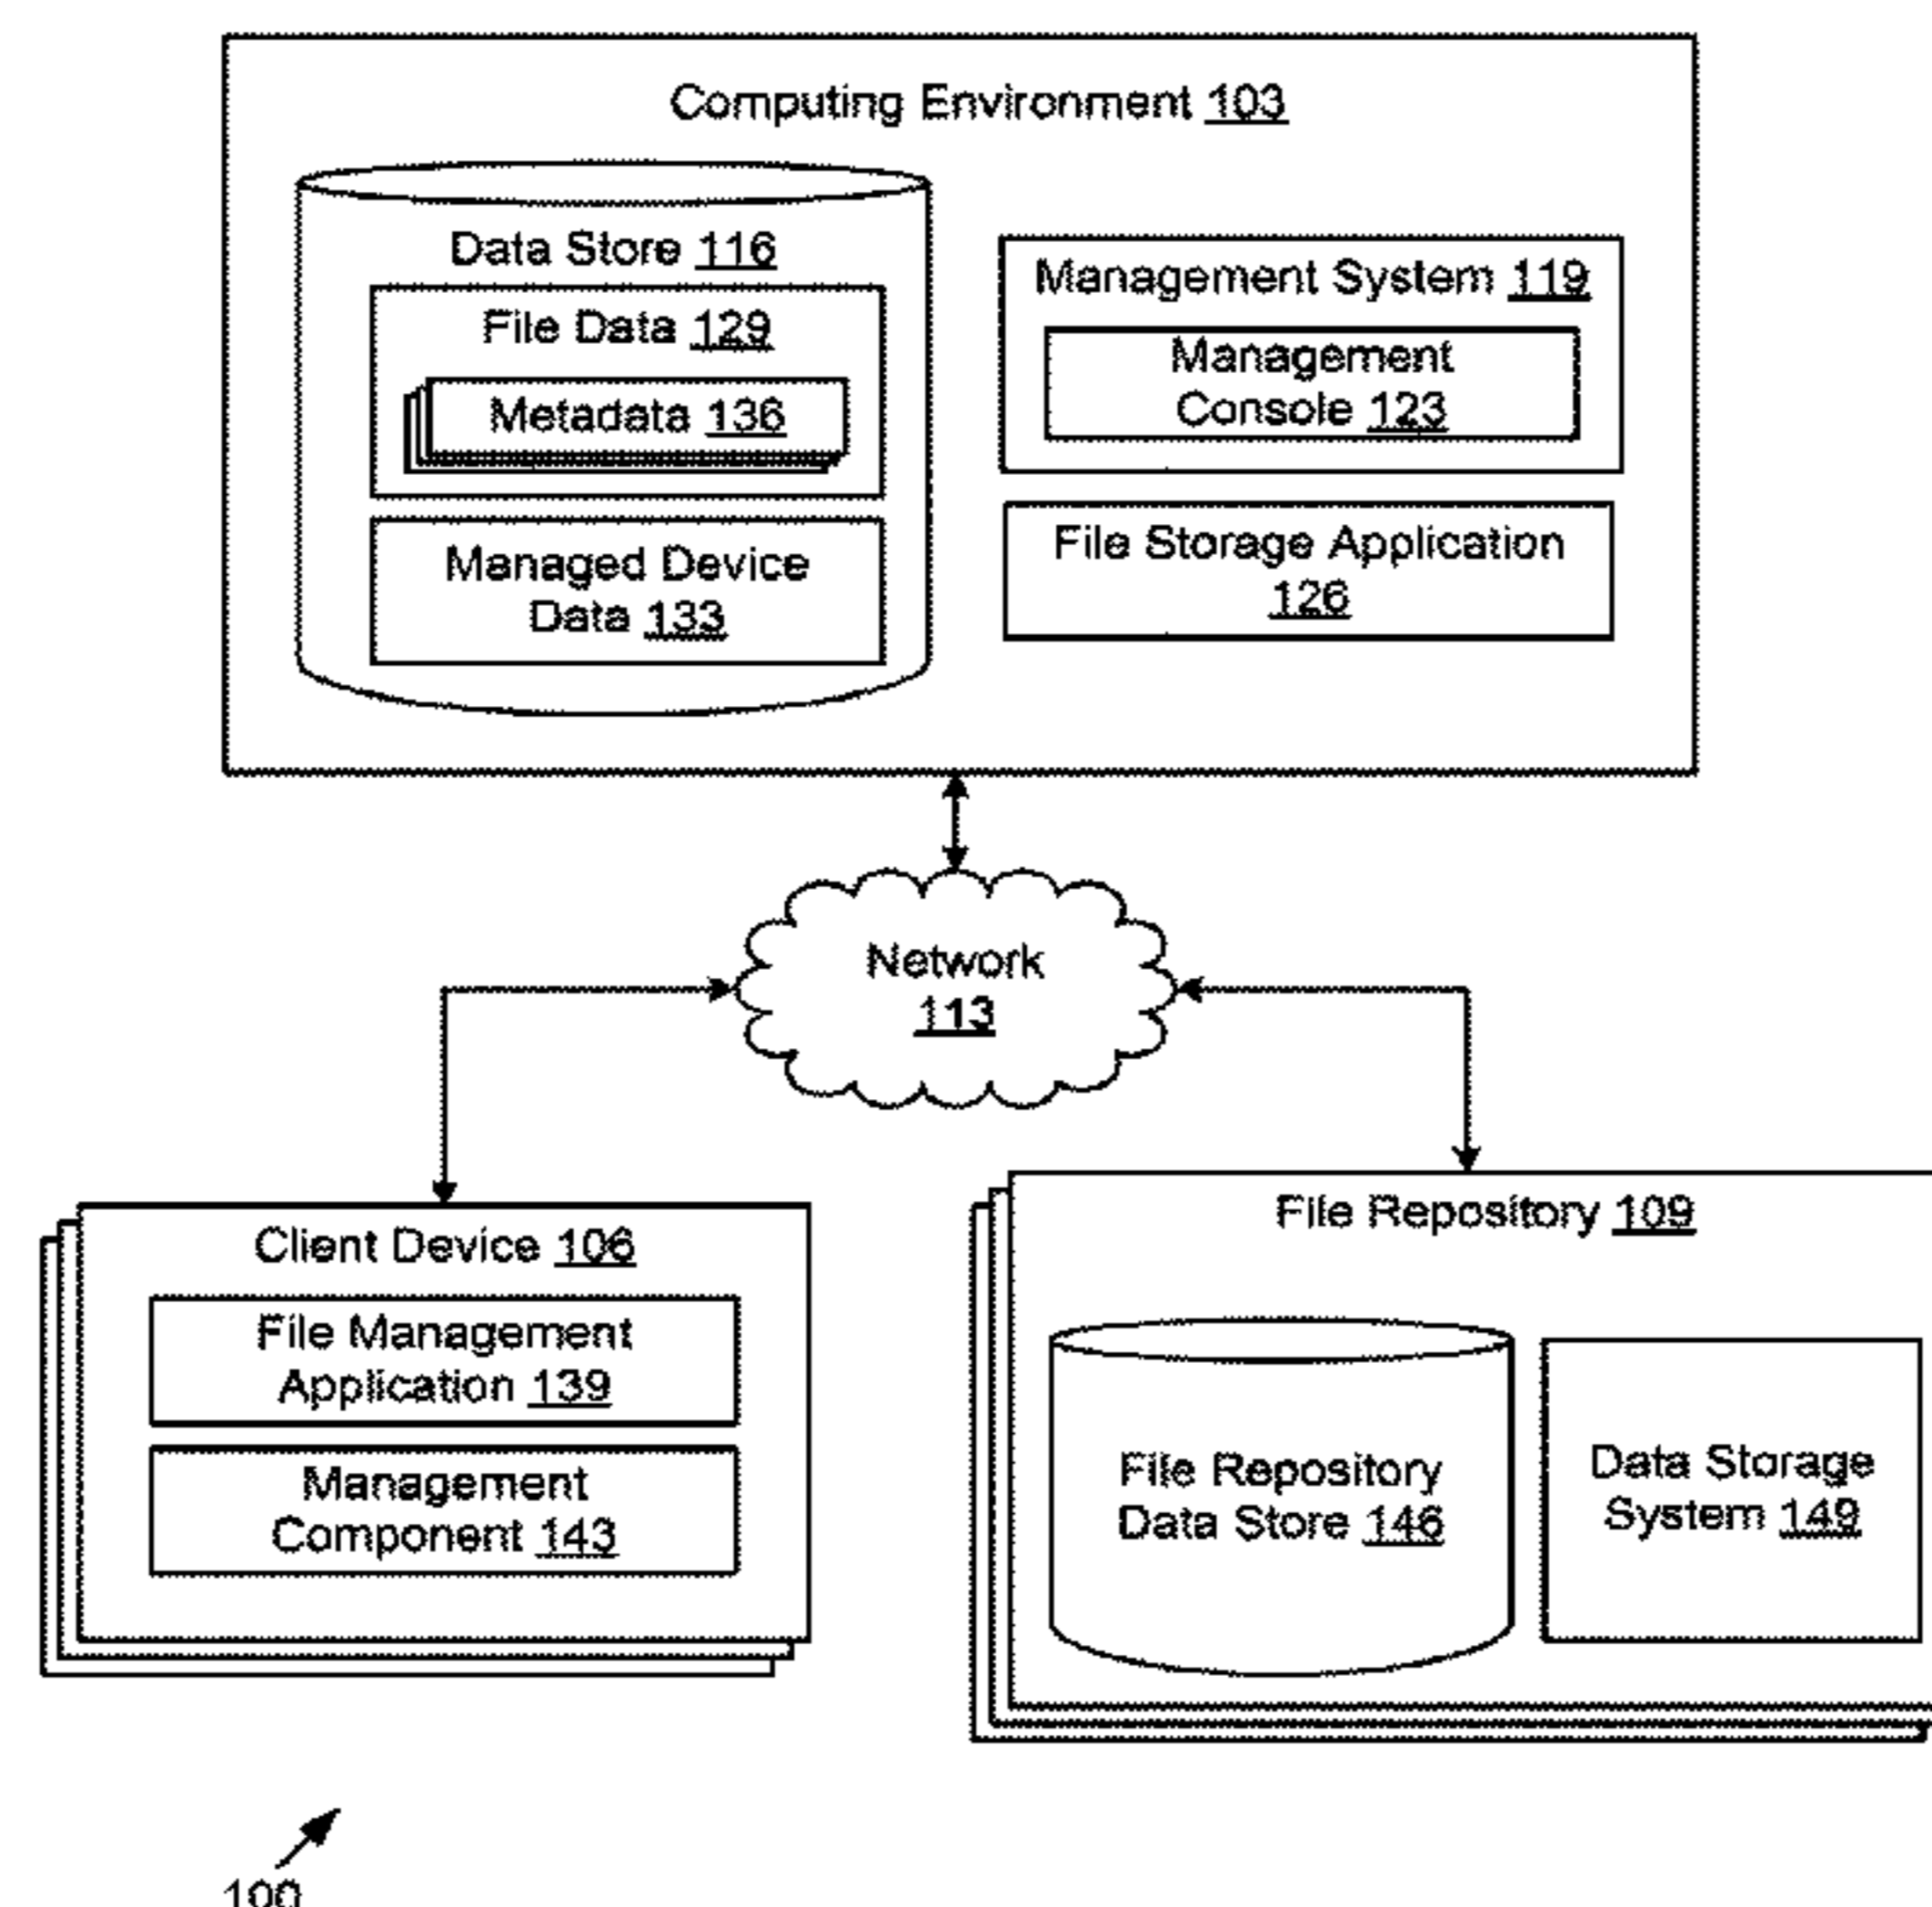 Computing Environment 103
Data Store 116
File Data 129
Metadata 136
Managed Device
Data 133
Management System 119
Management
Console 123
File Storage Application
126
Network
113
Client Device 106
File Management
Application 139
Management
Component 143
File Repository 109
File Repository
Data Store 146
Data Storage
System 149
100